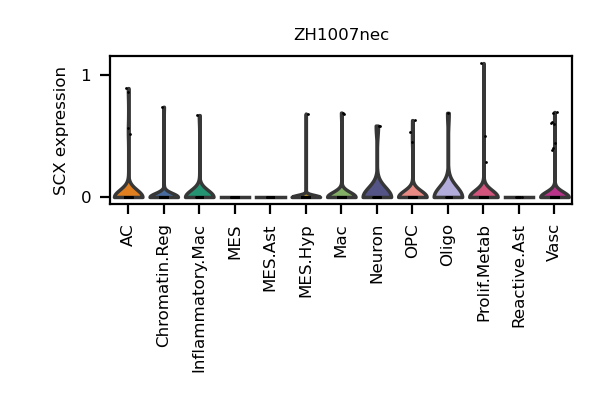 ZH1007nec
SCX expression
1
0
AC
Chromatin.Reg
Inflammatory.Mac
MES
MES.Ast
MES.Hyp
Mac
Neuron
OPC
Oligo
Prolif.Metab
Reactive.Ast
Vasc